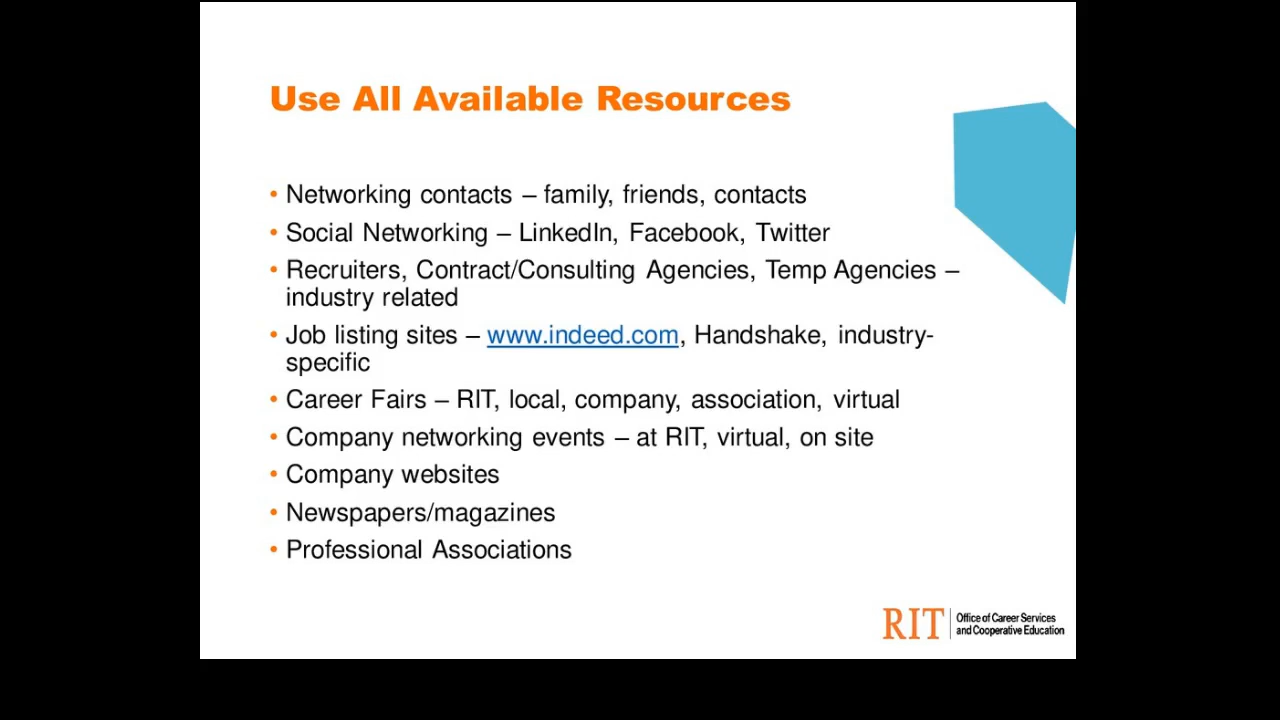 Use All Available Resources
• Networking contacts – family, friends, contacts
• Social Networking – LinkedIn, Facebook, Twitter
• Recruiters, Contract/Consulting Agencies, Temp Agencies –
industry related
• Job listing sites – www.indeed.com, Handshake, industry-
specific
• Career Fairs – RIT, local, company, association, virtual
• Company networking events – at RIT, virtual, on site
• Company websites
• Newspapers/magazines
• Professional Associations
RIT
Office of Career Services
and Cooperative Education